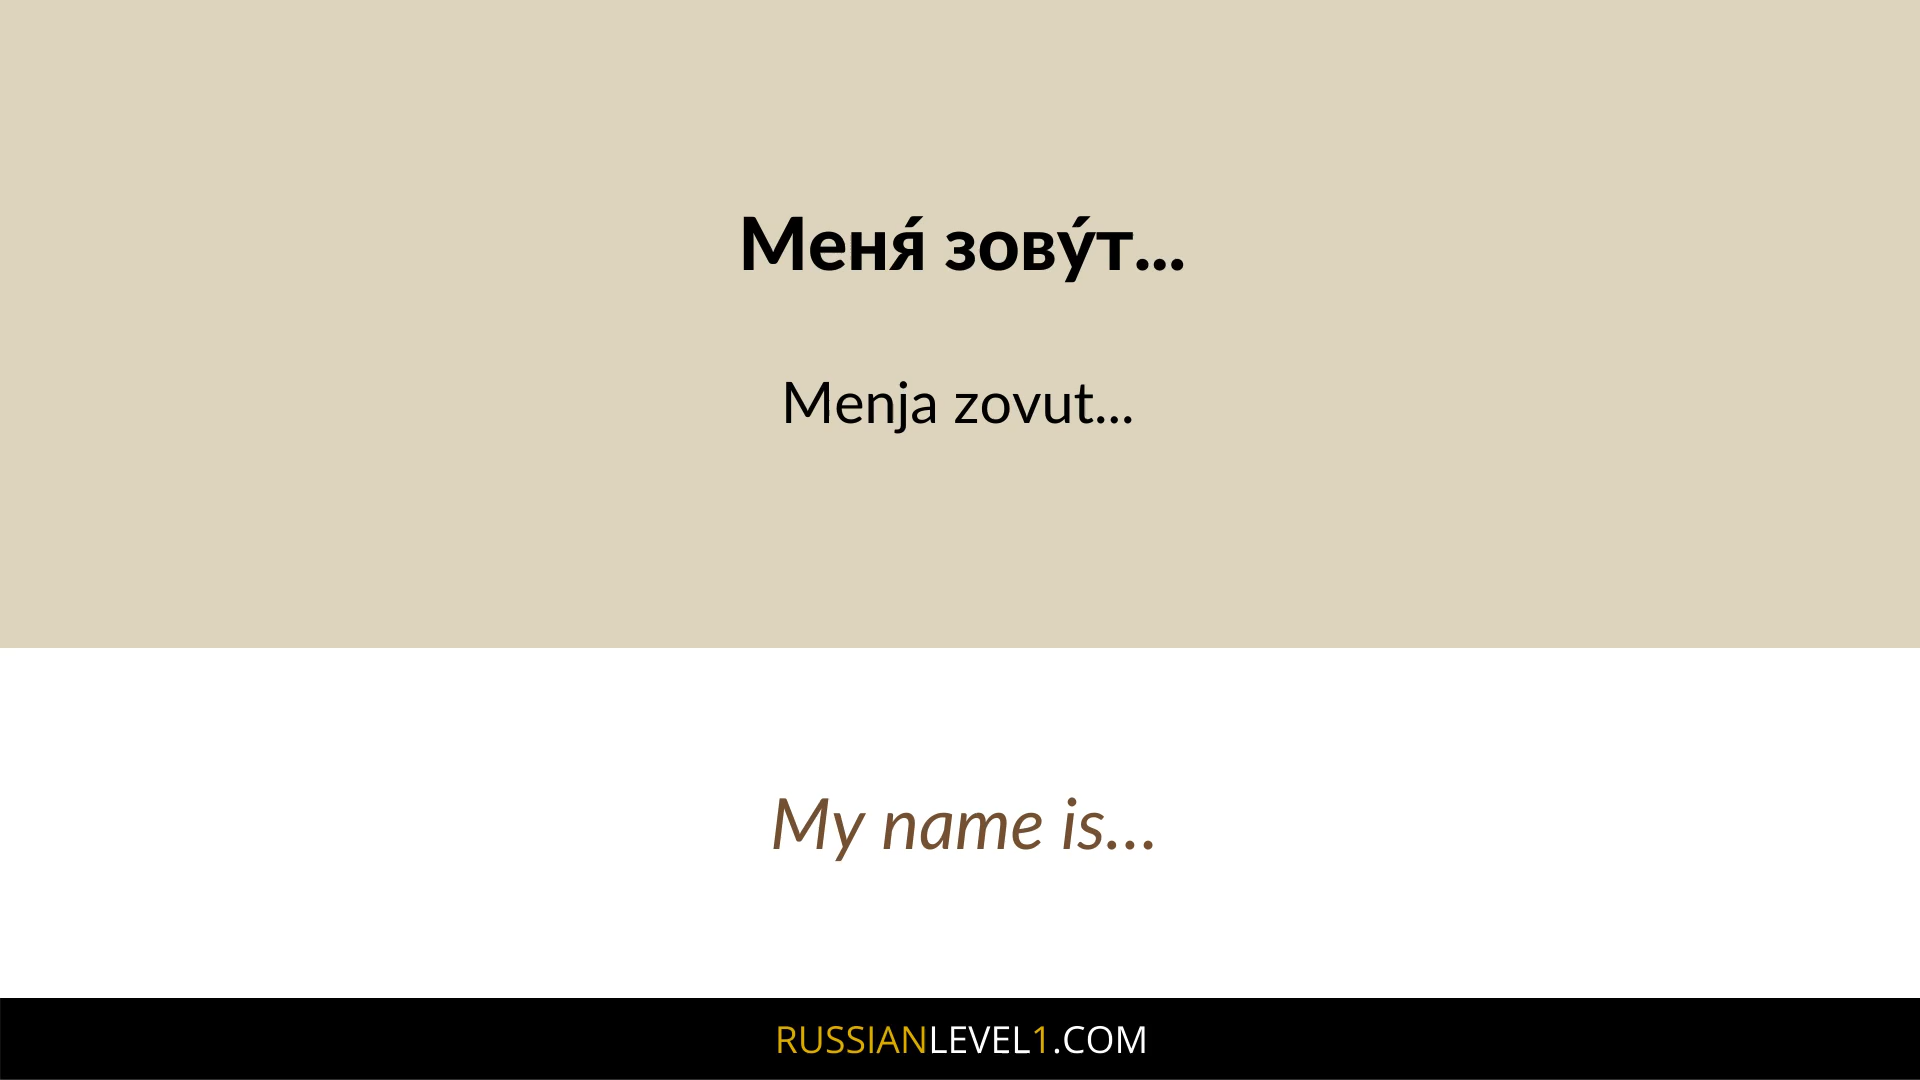 Меня́ зову́т...
Menja zovut...
My name is...
RUSSIANLEVEL1.COM